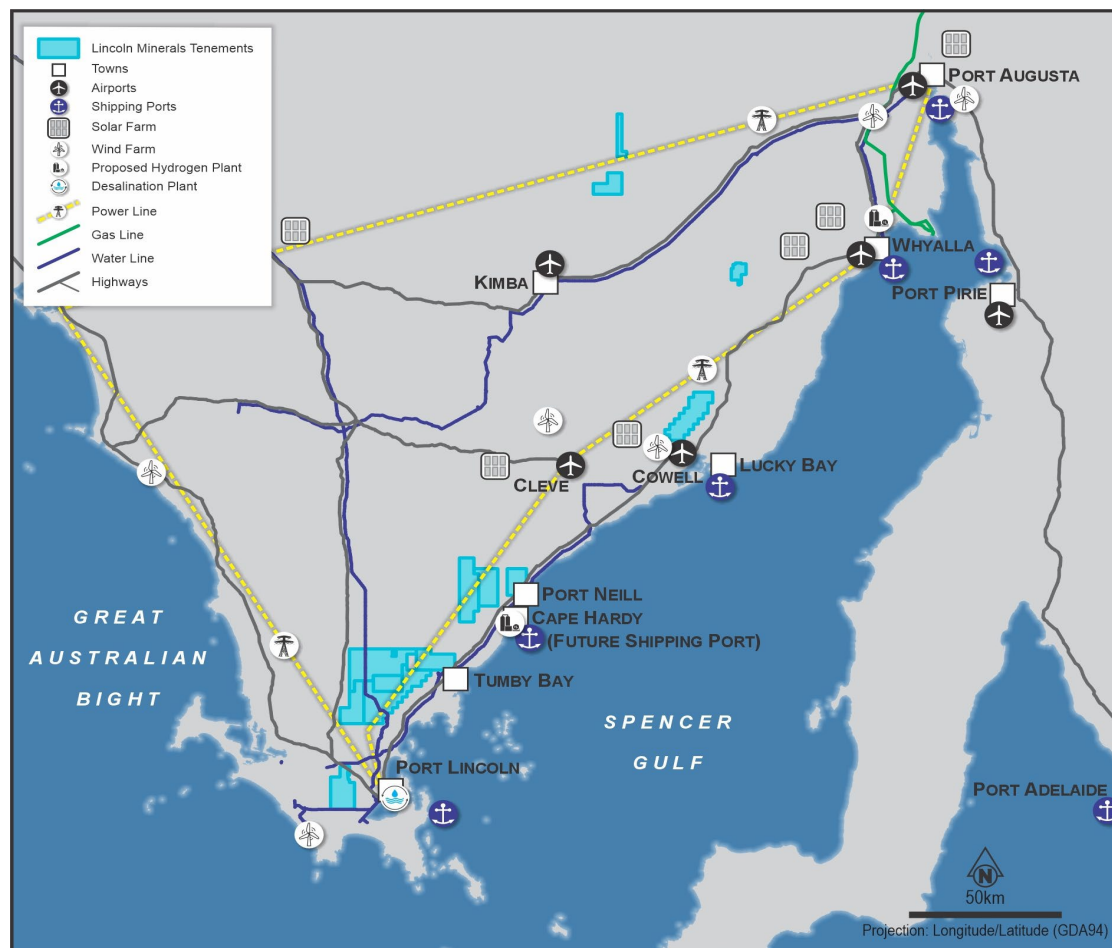 Lincoln Minerals Tenements
Towns
Airports
Shipping Ports
Solar Farm
Wind Farm
Proposed Hydrogen Plant
Desalination Plant
Power Line
Gas Line
Water Line
Highways
PORT AUGUSTA
WHYALLA
KIMBA
PORT PIRIE
LUCKY BAY
COWELL
CLEVE
PORT NEILL
CAPE HARDY
(FUTURE SHIPPING PORT)
TUMBY BAY
GREAT
AUSTRALIAN
BIGHT
SPENCER
GULF
PORT LINCOLN
PORT ADELAIDE
N
50km
Projection: Longitude/Latitude (GDA94)